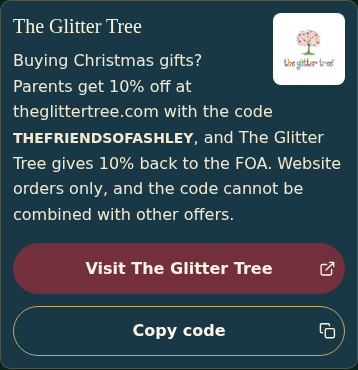 The Glitter Tree
the glitter tree
Buying Christmas gifts?
Parents get 10% off at
theglittertree.com with the code
THEFRIENDSOFASHLEY, and The Glitter
Tree gives 10% back to the FOA. Website
orders only, and the code cannot be
combined with other offers.
Visit The Glitter Tree
Copy code